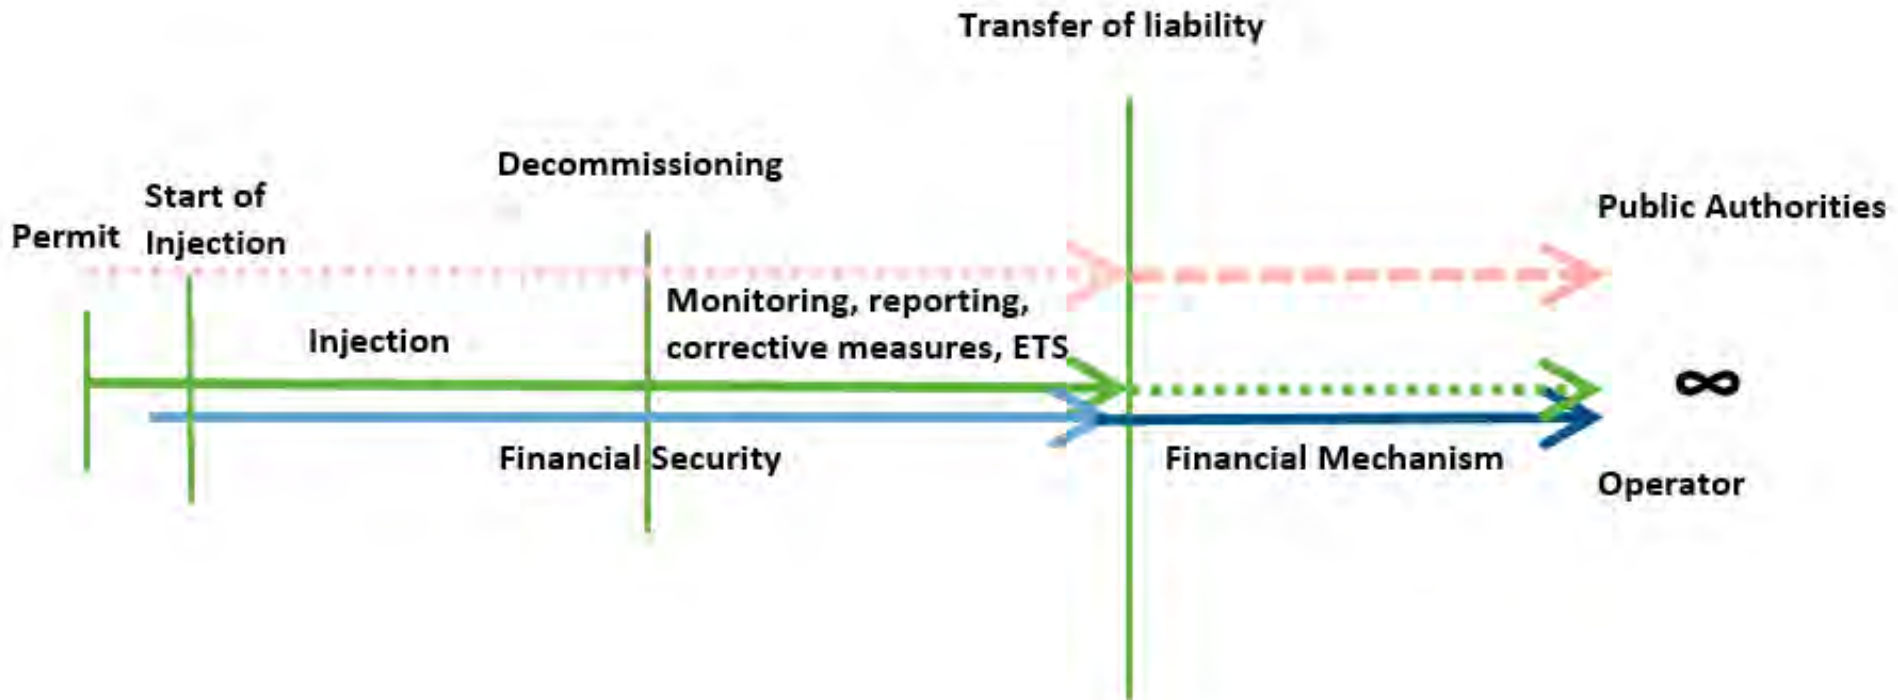 Transfer of liability
Decommissioning
Start of
Injection
Permit
Public Authorities
Monitoring, reporting,
corrective measures, ETS
Injection
∞
Financial Security
Financial Mechanism
Operator